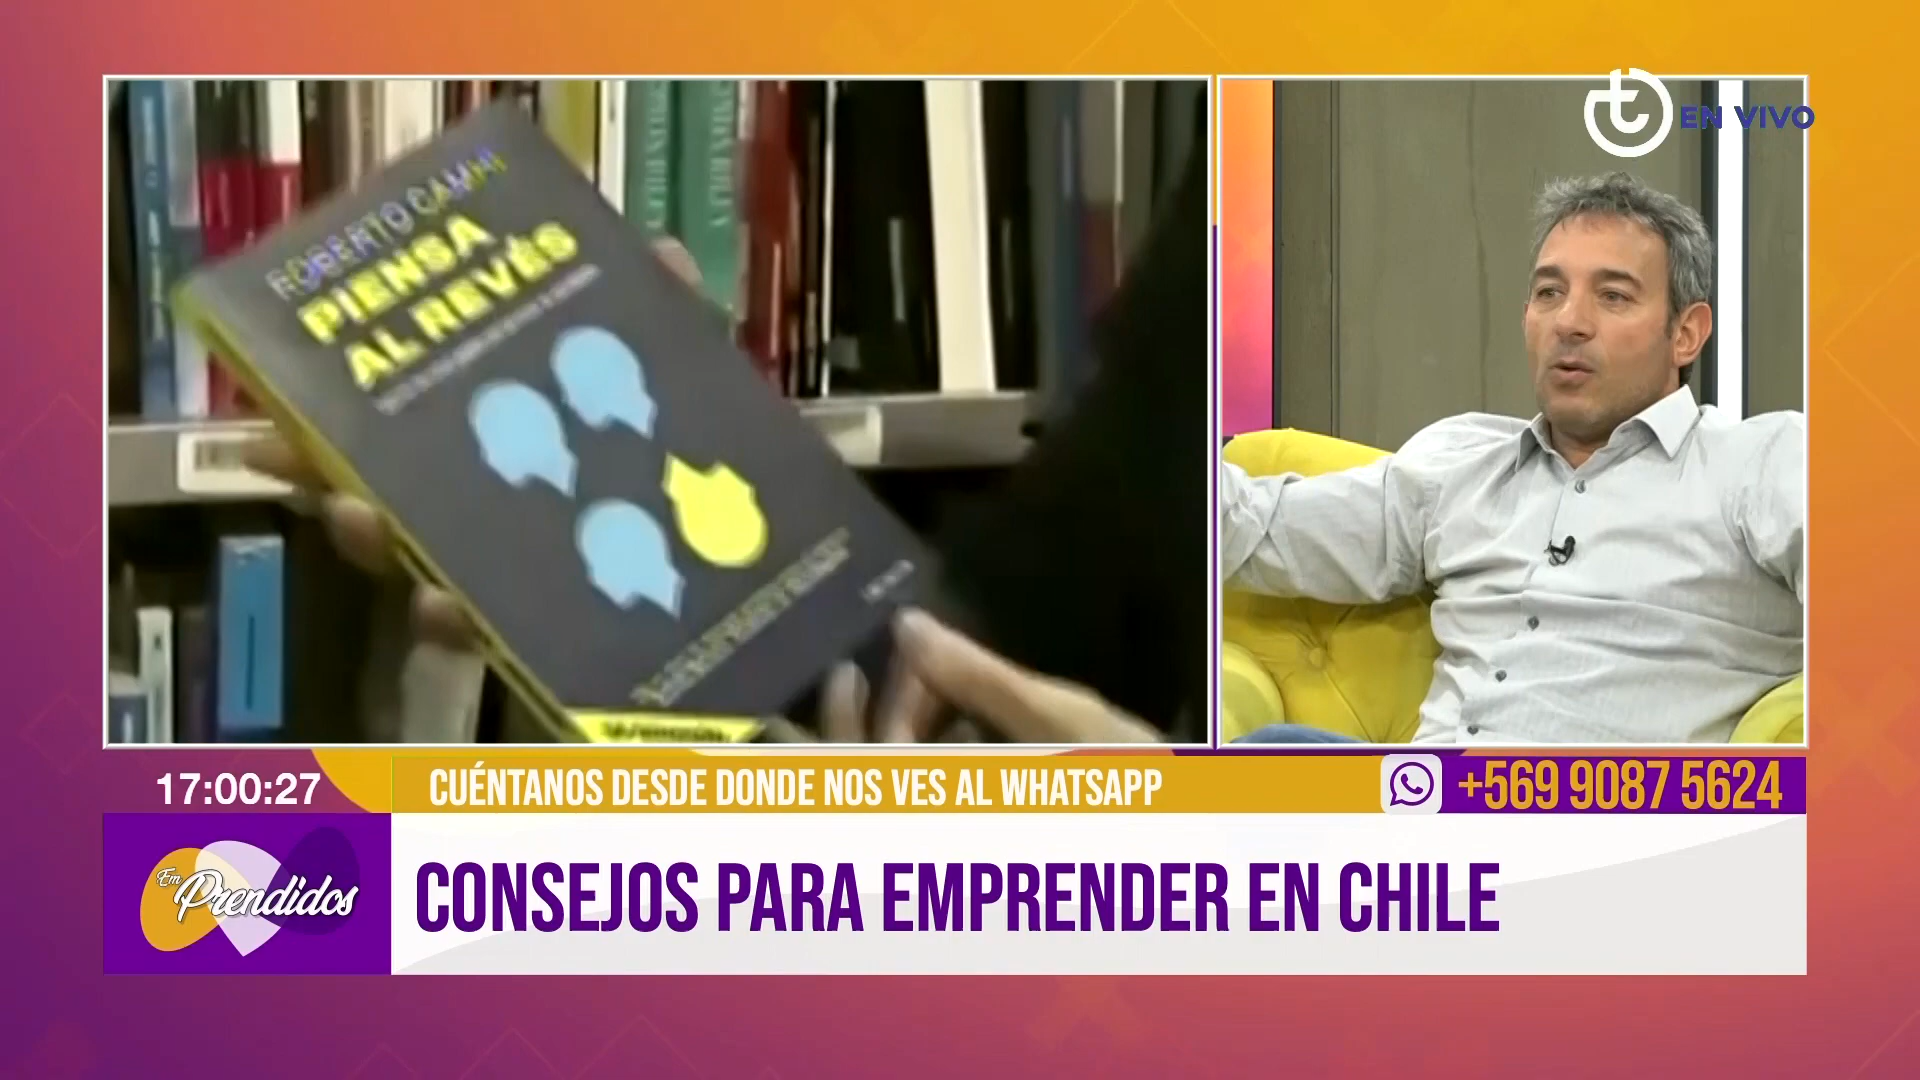 EN VIVO
ROBERTO CAMHI
PIENSA
AL REVÉS
17:00:27
CUÉNTANOS DESDE DONDE NOS VES AL WHATSAPP
+569 9087 5624
Em
Prendidos
CONSEJOS PARA EMPRENDER EN CHILE